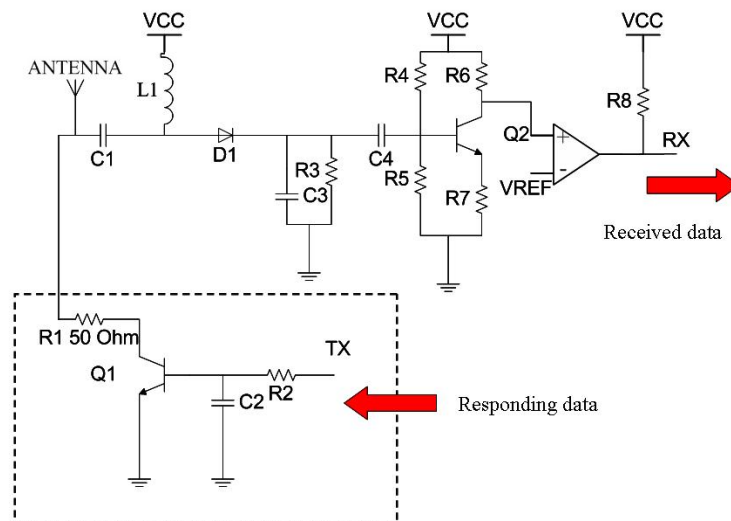 VCC
VCC
VCC
ANTENNA
L1
R4
R6
R8
C1
D1
C4
Q2
+
RX
R3
C3
R5
-
VREF
R7
Received data
R1 50 Ohm
TX
Q1
C2
R2
Responding data